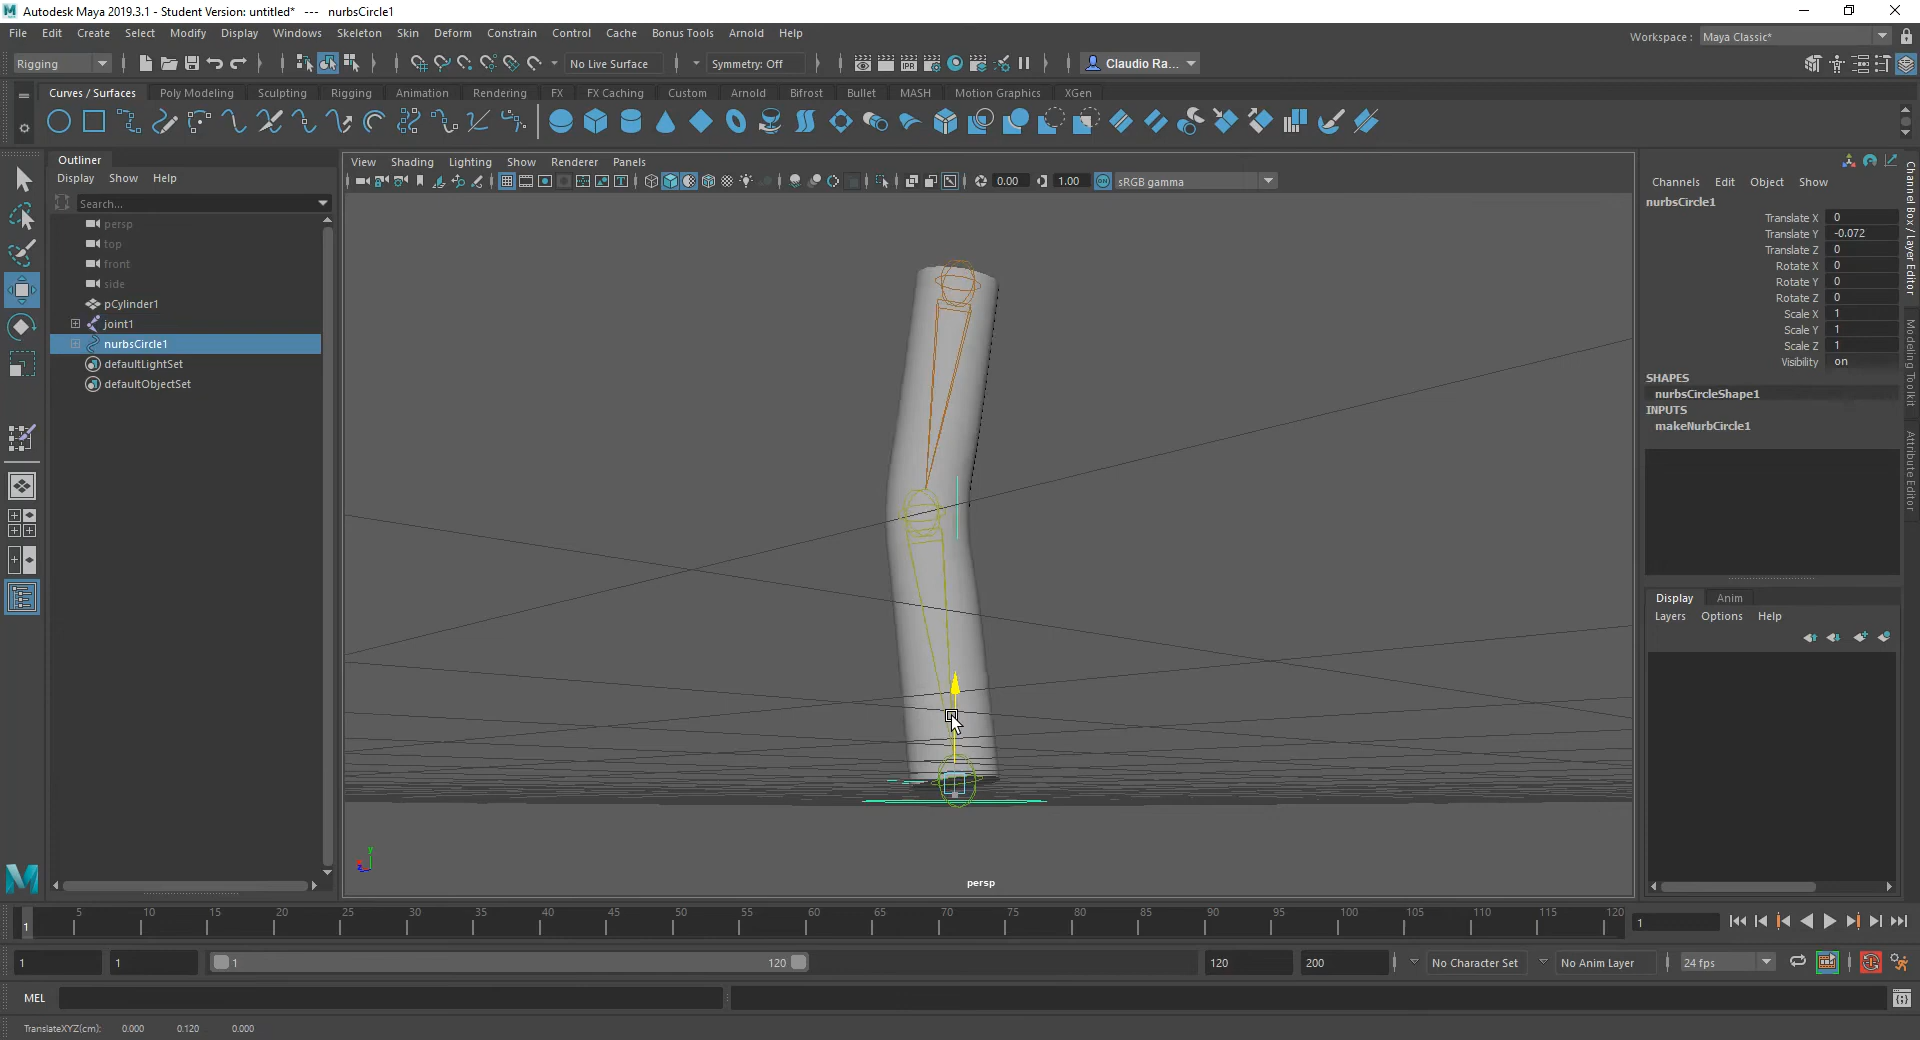 Autodesk Maya 2019.3.1 - Student Version: untitled* --- nurbsCircle1
File Edit Create Select Modify Display Windows Skeleton Skin Deform Constrain Control Cache Bonus Tools Arnold Help
Workspace : Maya Classic*
Rigging No Live Surface Symmetry: Off IPR Claudio Ra...
Curves / Surfaces Poly Modeling Sculpting Rigging Animation Rendering FX FX Caching Custom Arnold Bifrost Bullet MASH Motion Graphics XGen
Outliner
Display Show Help
Search...
persp
top
front
side
pCylinder1
joint1
nurbsCircle1
defaultLightSet
defaultObjectSet
View Shading Lighting Show Renderer Panels
0.00 1.00 ON sRGB gamma
y
x
z
persp
Channels Edit Object Show
nurbsCircle1
Translate X 0
Translate Y -0.072
Translate Z 0
Rotate X 0
Rotate Y 0
Rotate Z 0
Scale X 1
Scale Y 1
Scale Z 1
Visibility on
SHAPES
nurbsCircleShape1
INPUTS
makeNurbCircle1
Display Anim
Layers Options Help
Channel Box / Layer Editor
Modeling Toolkit
Attribute Editor
1 5 10 15 20 25 30 35 40 45 50 55 60 65 70 75 80 85 90 95 100 105 110 115 120
1
1 1 1 120 120 200 No Character Set No Anim Layer 24 fps
MEL
TranslateXYZ(cm): 0.000 0.120 0.000